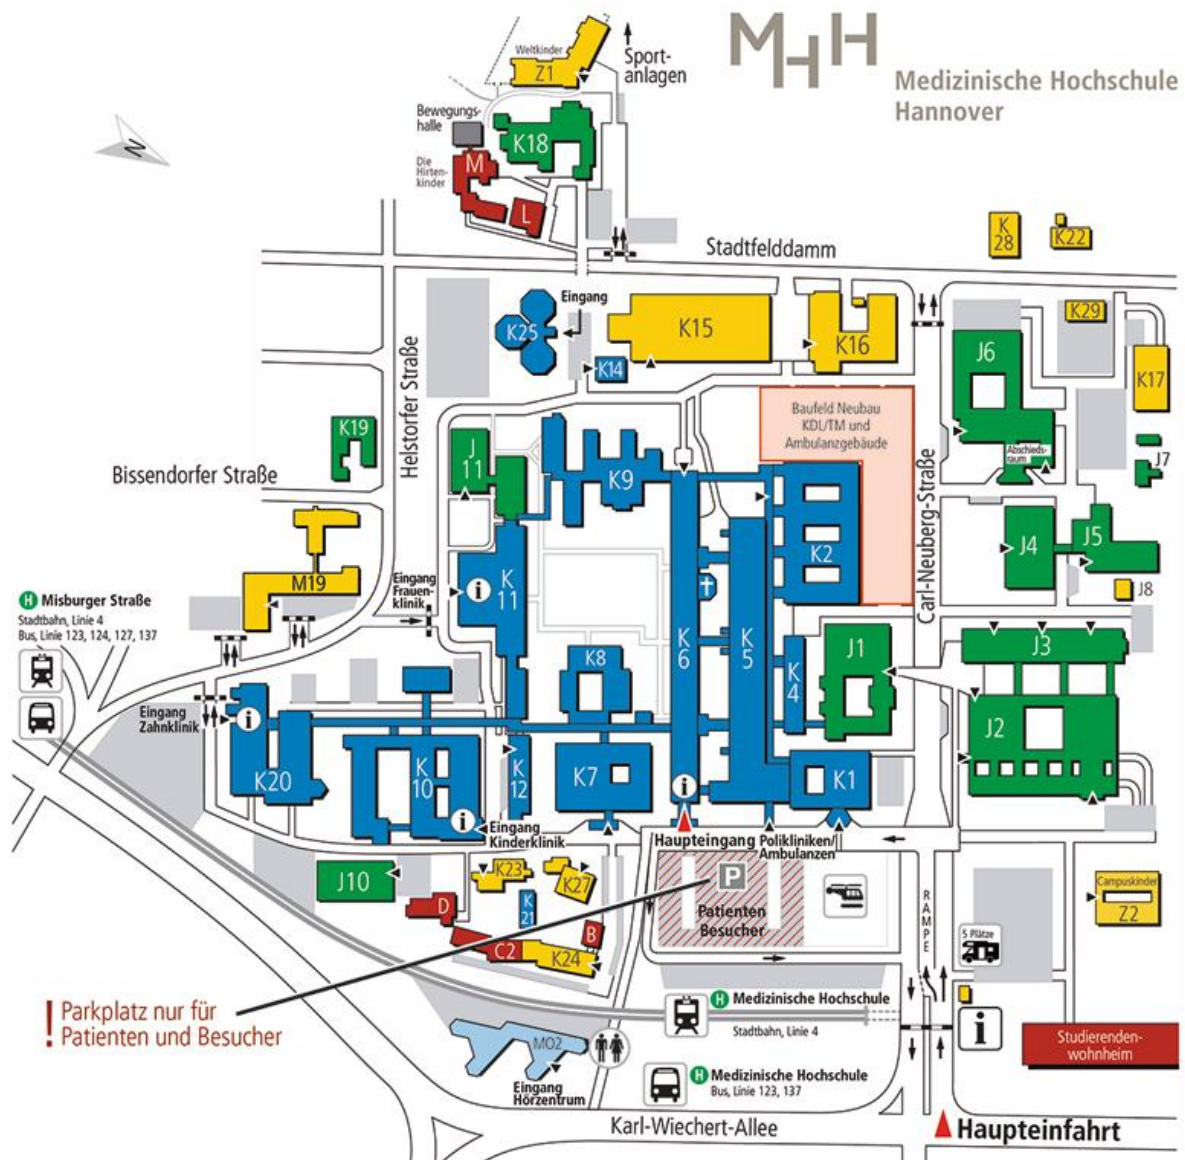 MHH
Medizinische Hochschule
Hannover
Weltkinder
Z1
Sport-
anlagen
Bewegungs-
halle
K18
Die
Hirten-
kinder
M
L
N
Stadtfelddamm
K
28
K22
Eingang
K25
K14
K15
K16
K29
K17
J6
Abschieds-
raum
J7
Helstorfer Straße
K19
Bissendorfer Straße
J
11
K9
Baufeld Neubau
KDL/TM und
Ambulanzgebäude
K2
Carl-Neuberg-Straße
J4
J5
J8
M19
Eingang
Frauen-
klinik
K
11
i
H Misburger Straße
Stadtbahn, Linie 4
Bus, Linie 123, 124, 127, 137
K8
K
6
K
5
K
4
J1
J3
J2
Eingang
Zahnklinik
i
K20
K
10
i
K
12
K7
i
K1
Eingang
Kinderklinik
Haupteingang
Polikliniken/
Ambulanzen
J10
K23
K27
D
K
21
B
C2
K24
P
Patienten
Besucher
RAMPE
5 Plätze
Campuskinder
Z2
! Parkplatz nur für
Patienten und Besucher
H Medizinische Hochschule
Stadtbahn, Linie 4
i
Studierenden-
wohnheim
MO2
Eingang
Hörzentrum
H Medizinische Hochschule
Bus, Linie 123, 137
Karl-Wiechert-Allee
Haupteinfahrt